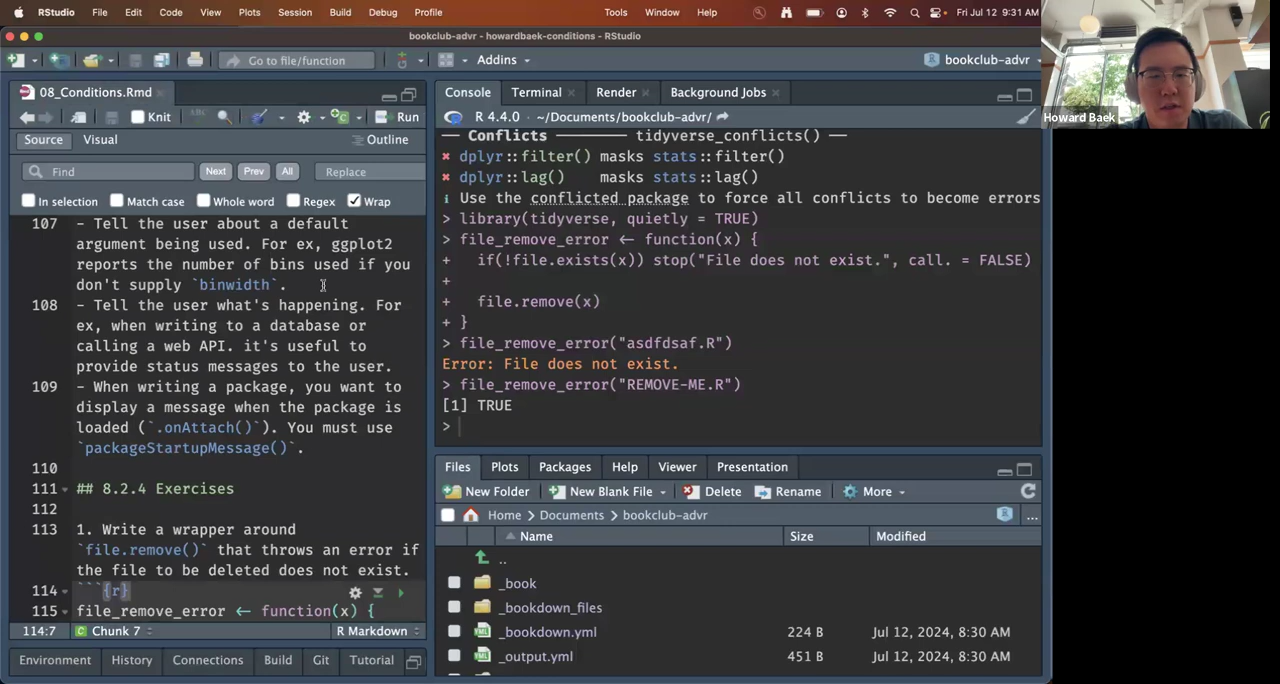 RStudio File Edit Code View Plots Session Build Debug Profile Tools Window Help Fri Jul 12 9:31 AM
bookclub-advr - howardbaek-conditions - RStudio
Go to file/function Addins bookclub-advr
08_Conditions.Rmd
Knit ABC Run
Source Visual Outline
Find Next Prev All Replace
In selection Match case Whole word Regex Wrap
107 - Tell the user about a default
argument being used. For ex, ggplot2
reports the number of bins used if you
don't supply `binwidth`.
108 - Tell the user what's happening. For
ex, when writing to a database or
calling a web API. it's useful to
provide status messages to the user.
109 - When writing a package, you want to
display a message when the package is
loaded (`.onAttach()`). You must use
`packageStartupMessage()`.
110
111 ## 8.2.4 Exercises
112
113 1. Write a wrapper around
`file.remove()` that throws an error if
the file to be deleted does not exist.
114 ```{r}
115 file_remove_error ← function(x) {
114:7 Chunk 7 R Markdown
Environment History Connections Build Git Tutorial
Console Terminal Render Background Jobs
R 4.4.0 · ~/Documents/bookclub-advr/
── Conflicts ──────── tidyverse_conflicts() ──
✖ dplyr::filter() masks stats::filter()
✖ dplyr::lag() masks stats::lag()
ℹ Use the conflicted package to force all conflicts to become errors
> library(tidyverse, quietly = TRUE)
> file_remove_error ← function(x) {
+ if(!file.exists(x)) stop("File does not exist.", call. = FALSE)
+
+ file.remove(x)
+ }
> file_remove_error("asdfdsaf.R")
Error: File does not exist.
> file_remove_error("REMOVE-ME.R")
[1] TRUE
>
Files Plots Packages Help Viewer Presentation
New Folder New Blank File Delete Rename More
Home Documents bookclub-advr ...
Name Size Modified
..
_book
_bookdown_files
_bookdown.yml 224 B Jul 12, 2024, 8:30 AM
_output.yml 451 B Jul 12, 2024, 8:30 AM
Howard Baek